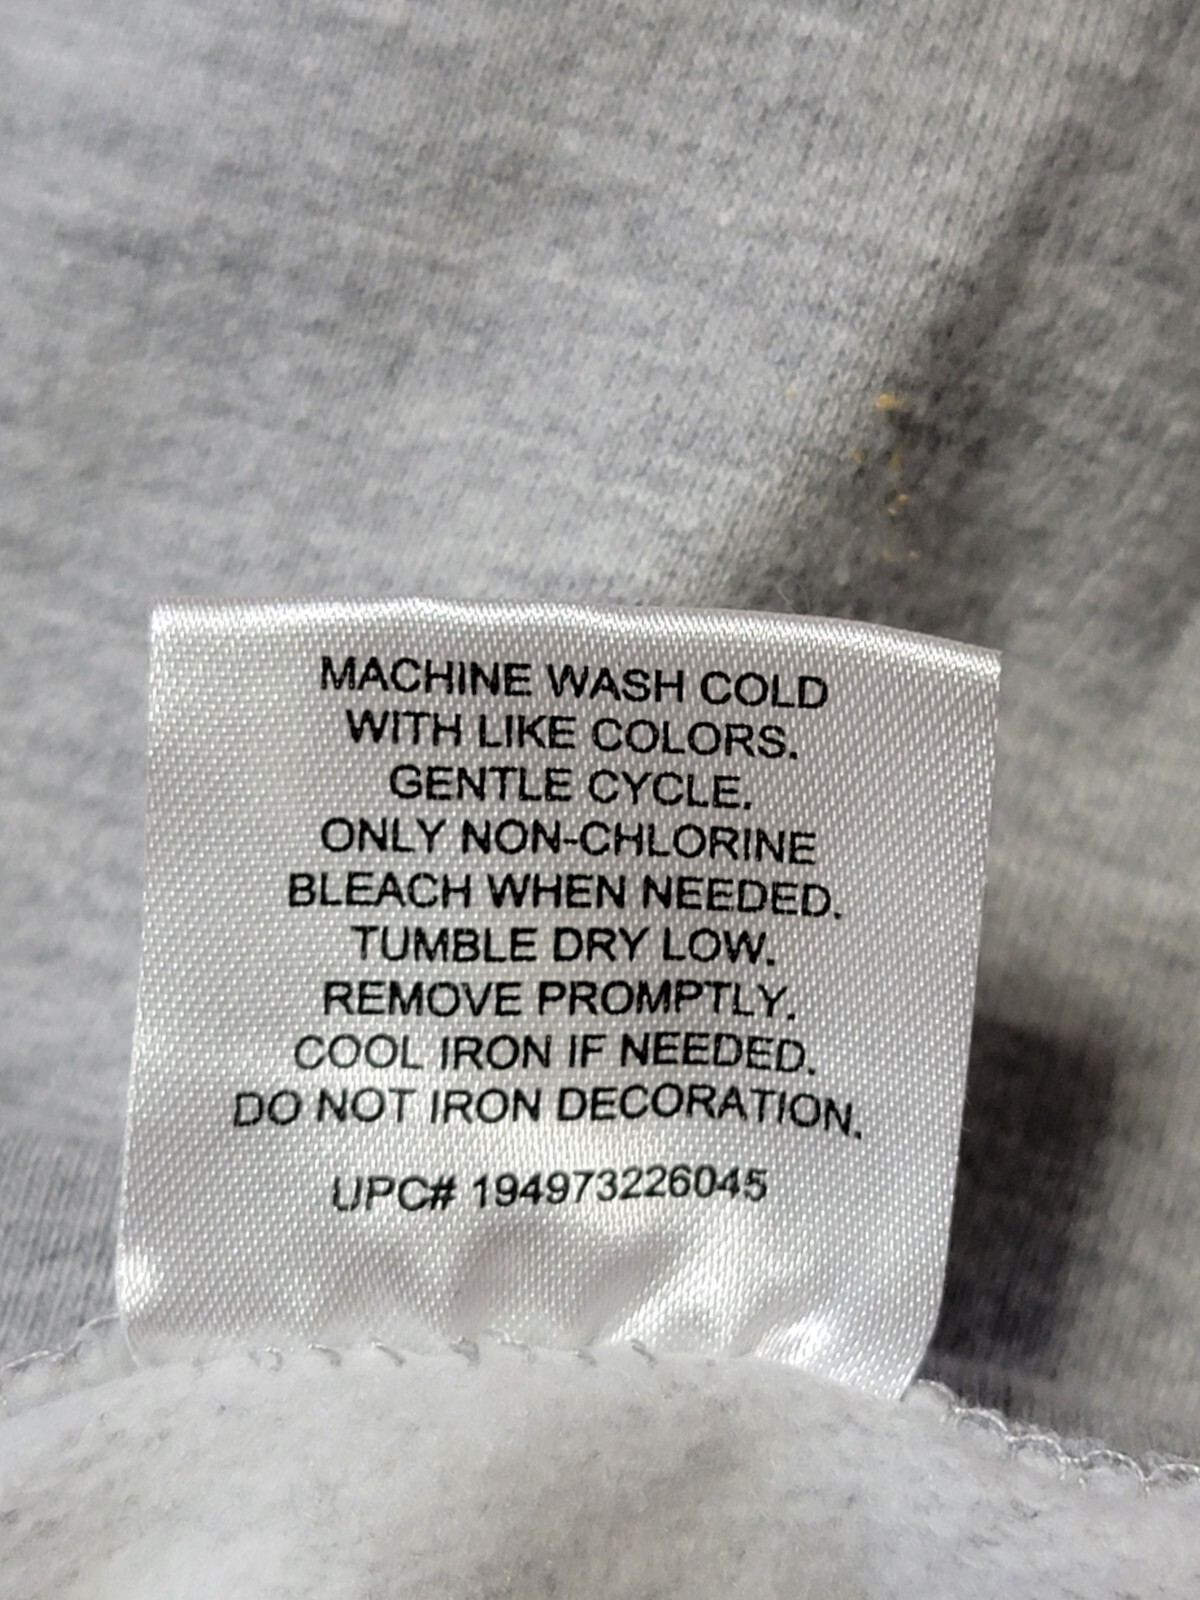 MACHINE WASH COLD
WITH LIKE COLORS.
GENTLE CYCLE.
ONLY NON-CHLORINE
BLEACH WHEN NEEDED.
TUMBLE DRY LOW.
REMOVE PROMPTLY.
COOL IRON IF NEEDED.
DO NOT IRON DECORATION.
UPC# 194973226045